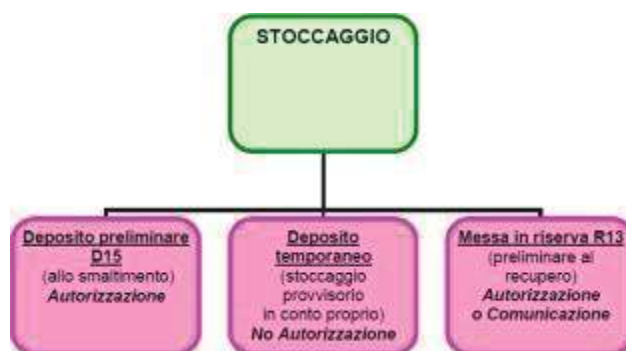 STOCCAGGIO
Deposito preliminare
D15
(allo smaltimento)
Autorizzazione
Deposito
temporaneo
(stoccaggio
provvisorio
in conto proprio)
No Autorizzazione
Messa in riserva R13
(preliminare al
recupero)
Autorizzazione
o Comunicazione